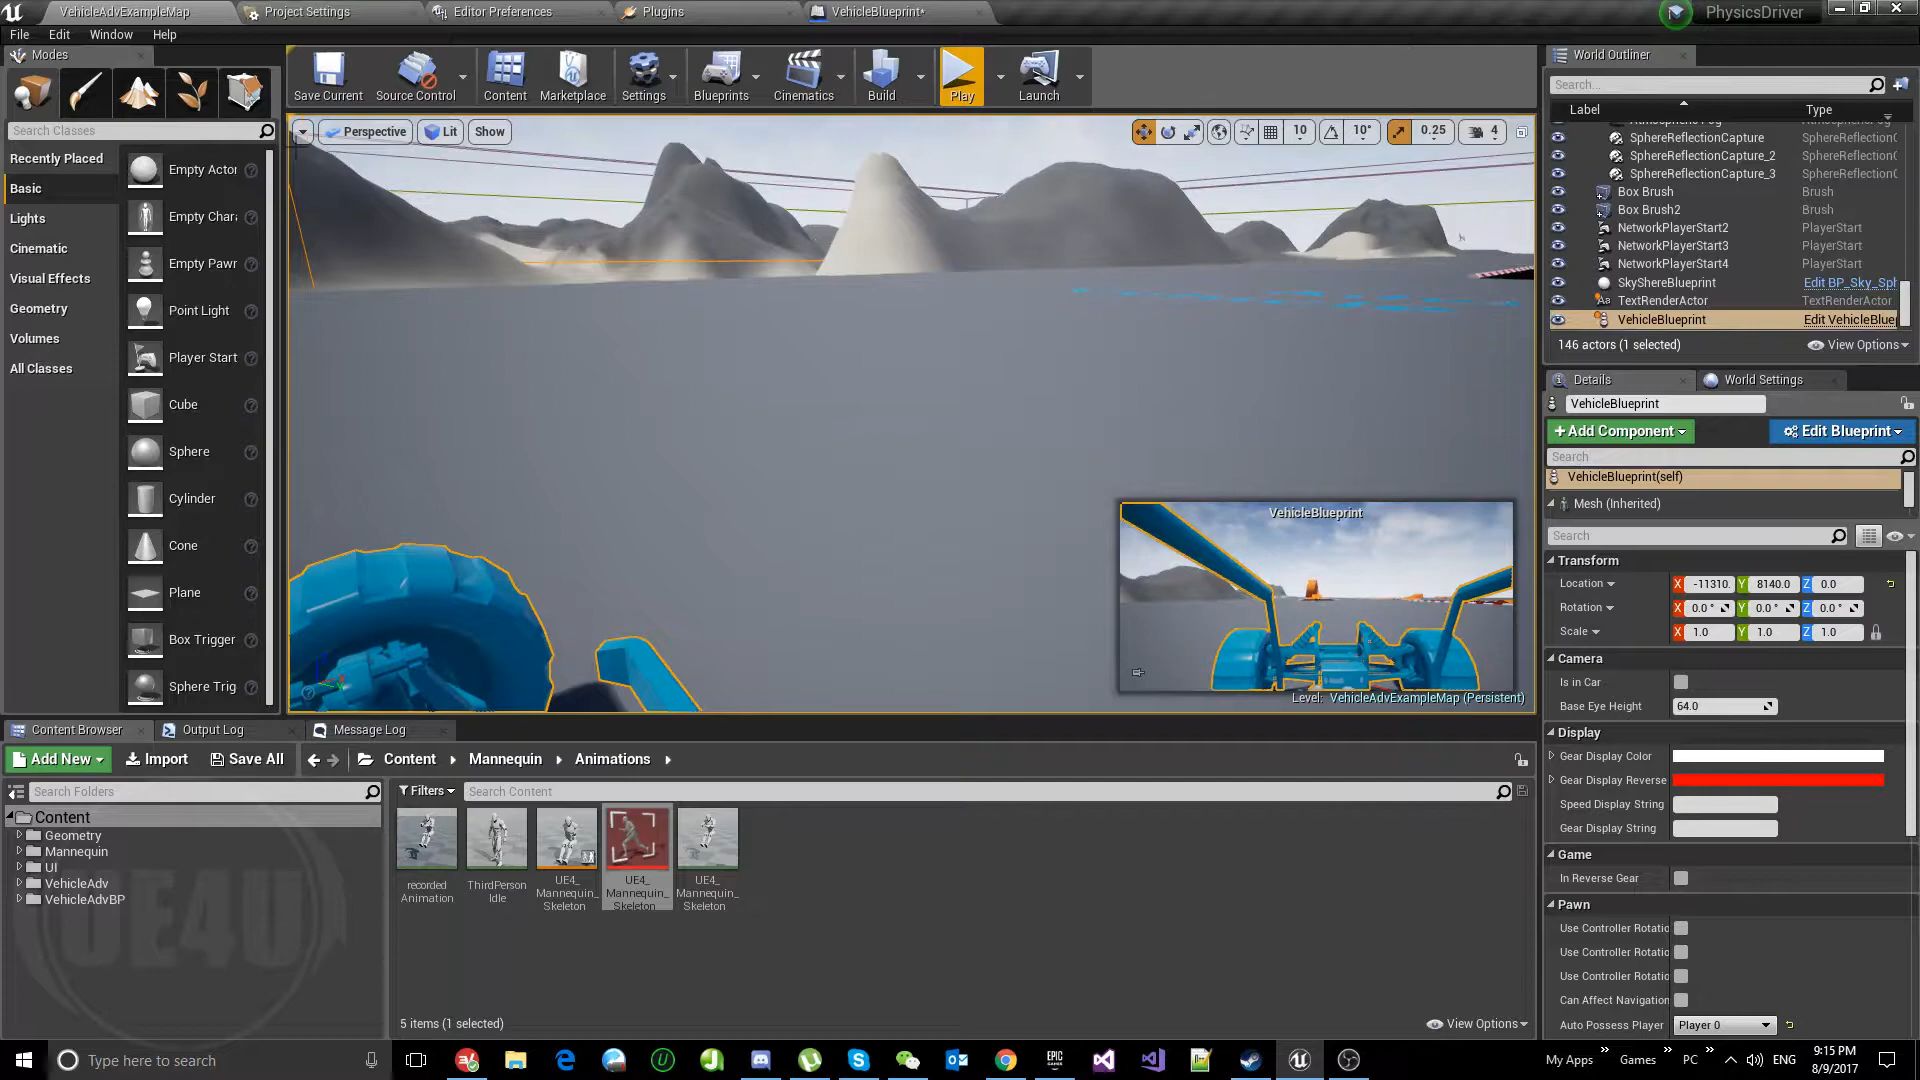 VehicleAdvExampleMap
Project Settings
Editor Preferences
Plugins
VehicleBlueprint*
PhysicsDriver
File Edit Window Help
Modes
Search Classes
Recently Placed
Basic
Lights
Cinematic
Visual Effects
Geometry
Volumes
All Classes
Empty Actor
Empty Chara
Empty Pawr
Point Light
Player Start
Cube
Sphere
Cylinder
Cone
Plane
Box Trigger
Sphere Trig
Save Current
Source Control
Content
Marketplace
Settings
Blueprints
Cinematics
Build
Play
Launch
Perspective Lit Show
10 10° 0.25 4
VehicleBlueprint
Level: VehicleAdvExampleMap (Persistent)
World Outliner
Search...
Label Type
SphereReflectionCapture SphereReflectionC
SphereReflectionCapture_2 SphereReflectionC
SphereReflectionCapture_3 SphereReflectionC
Box Brush Brush
Box Brush2 Brush
NetworkPlayerStart2 PlayerStart
NetworkPlayerStart3 PlayerStart
NetworkPlayerStart4 PlayerStart
SkyShereBlueprint Edit BP_Sky_Sph
TextRenderActor TextRenderActor
VehicleBlueprint Edit VehicleBluep
146 actors (1 selected) View Options
Details World Settings
VehicleBlueprint
+ Add Component Edit Blueprint
Search
VehicleBlueprint(self)
Mesh (Inherited)
Search
Transform
Location X -11310. Y 8140.0 Z 0.0
Rotation X 0.0° Y 0.0° Z 0.0°
Scale X 1.0 Y 1.0 Z 1.0
Camera
Is in Car
Base Eye Height 64.0
Display
Gear Display Color
Gear Display Reverse
Speed Display String
Gear Display String
Game
In Reverse Gear
Pawn
Use Controller Rotatio
Use Controller Rotatio
Use Controller Rotatio
Can Affect Navigation
Auto Possess Player Player 0
Content Browser Output Log Message Log
Add New Import Save All Content Mannequin Animations
Search Folders
Content
Geometry
Mannequin
UI
VehicleAdv
VehicleAdvBP
UE4U
Filters Search Content
recorded
Animation
ThirdPerson
Idle
UE4_
Mannequin_
Skeleton
UE4_
Mannequin_
Skeleton
UE4_
Mannequin_
Skeleton
5 items (1 selected) View Options
Type here to search
My Apps Games PC ENG
9:15 PM
8/9/2017